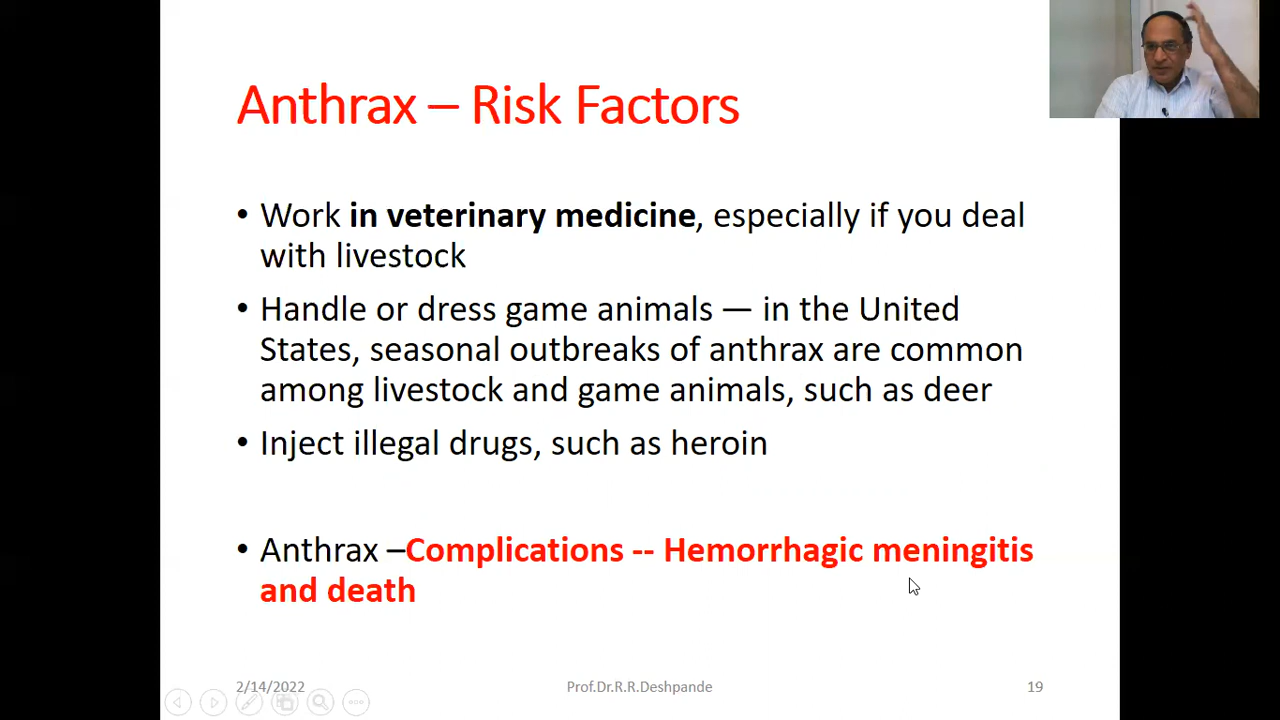 Anthrax – Risk Factors
• Work in veterinary medicine, especially if you deal
with livestock
• Handle or dress game animals — in the United
States, seasonal outbreaks of anthrax are common
among livestock and game animals, such as deer
• Inject illegal drugs, such as heroin
• Anthrax –Complications -- Hemorrhagic meningitis
and death
2/14/2022 Prof.Dr.R.R.Deshpande 19